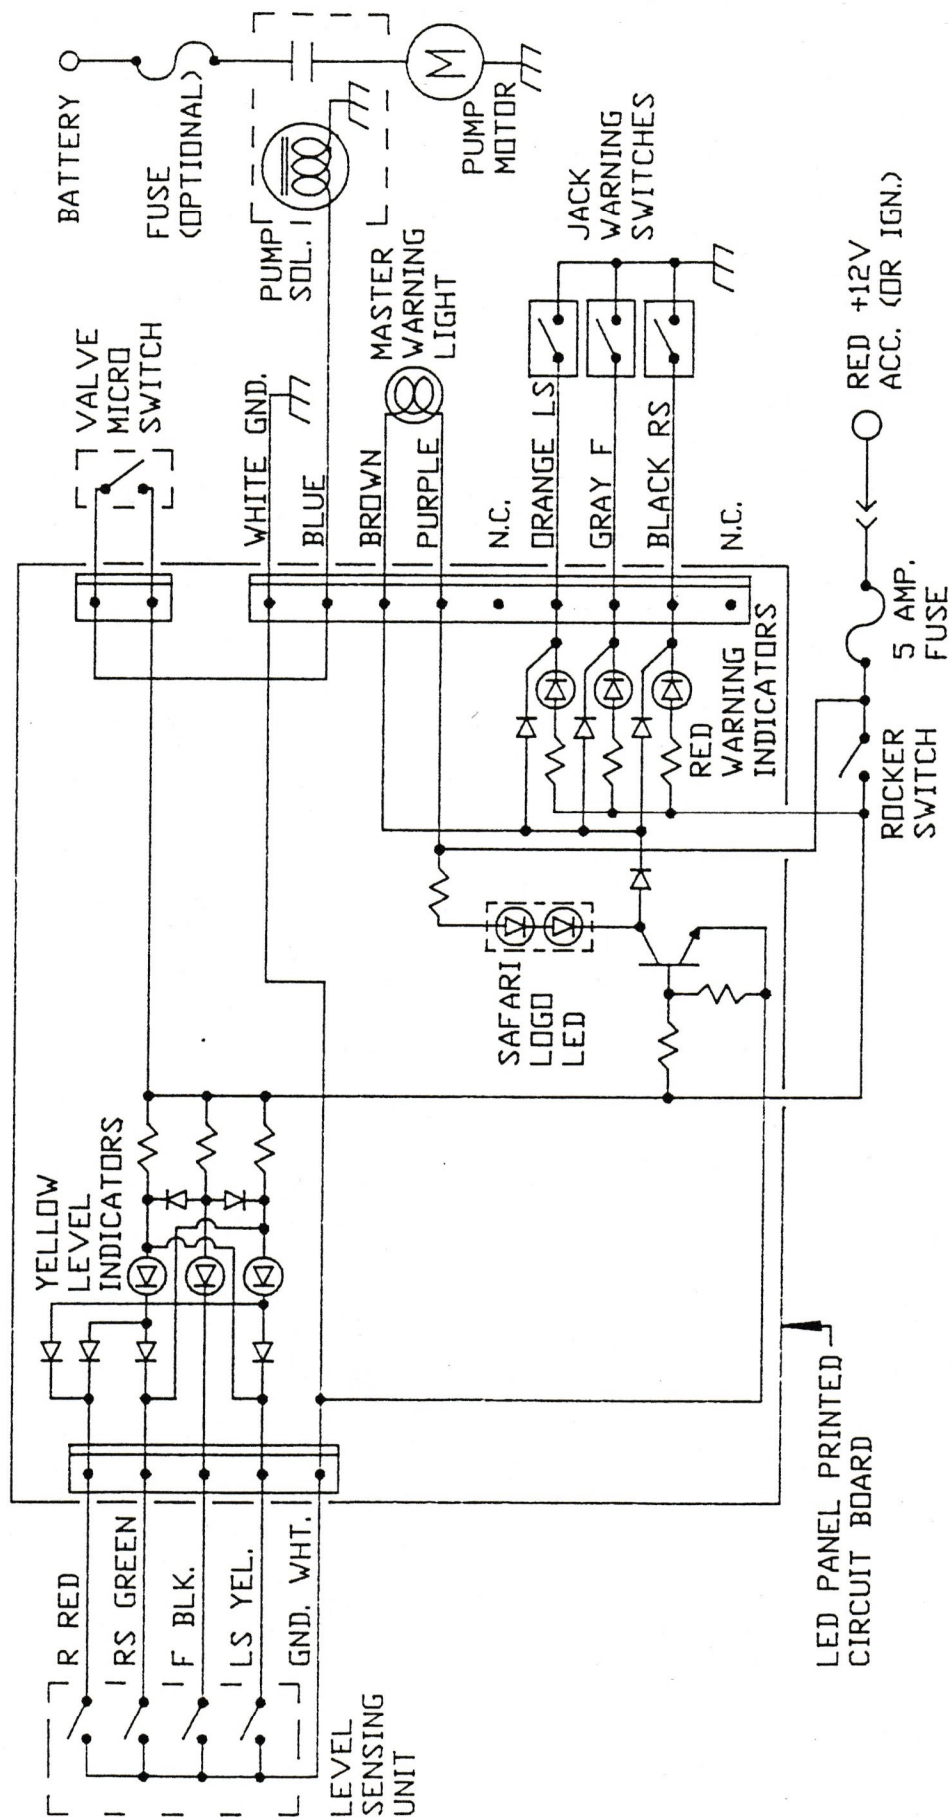 BATTERY
FUSE
(OPTIONAL)
PUMP
SOL.
M
PUMP
MOTOR
VALVE
MICRO
SWITCH
WHITE GND.
BLUE
MASTER
WARNING
LIGHT
BROWN
PURPLE
N.C.
ORANGE LS
GRAY F
BLACK RS
N.C.
JACK
WARNING
SWITCHES
RED +12V
ACC. (OR IGN.)
5 AMP.
FUSE
ROCKER
SWITCH
RED
WARNING
INDICATORS
SAFARI
LOGO
LED
YELLOW
LEVEL
INDICATORS
R RED
RS GREEN
F BLK.
LS YEL.
GND. WHT.
LEVEL
SENSING
UNIT
LED PANEL PRINTED
CIRCUIT BOARD